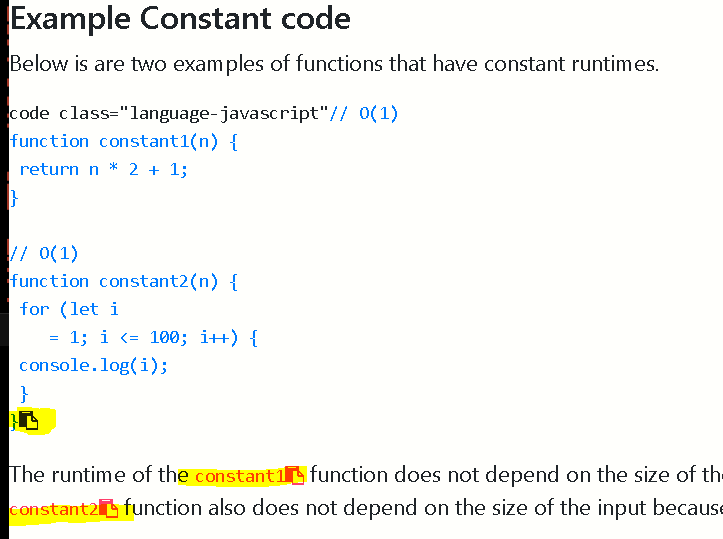 Example Constant code
Below is are two examples of functions that have constant runtimes.
code class="language-javascript"// O(1)
function constant1(n) {
return n * 2 + 1;
}
// O(1)
function constant2(n) {
for (let i
= 1; i <= 100; i++) {
console.log(i);
}
}
The runtime of the constant1 function does not depend on the size of the
constant2 function also does not depend on the size of the input because